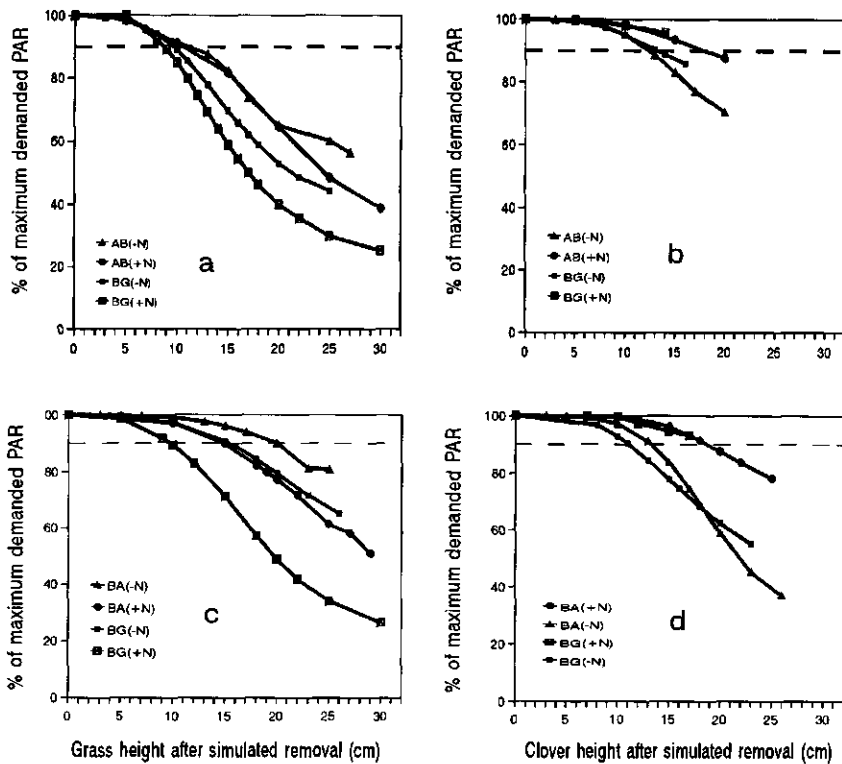 % of maximum demanded PAR
100
80
60
40
20
0
AB(-N)
AB(+N)
BG(-N)
BG(+N)
a
0 5 10 15 20 25 30
% of maximum demanded PAR
100
80
60
40
20
0
AB(-N)
AB(+N)
BG(-N)
BG(+N)
b
0 5 10 15 20 25 30
% of maximum demanded PAR
00
80
60
40
20
0
BA(-N)
BA(+N)
BG(-N)
BG(+N)
c
0 5 10 15 20 25 30
Grass height after simulated removal (cm)
% of maximum demanded PAR
100
80
60
40
20
0
BA(+N)
BA(-N)
BG(+N)
BG(-N)
d
0 5 10 15 20 25 30
Clover height after simulated removal (cm)